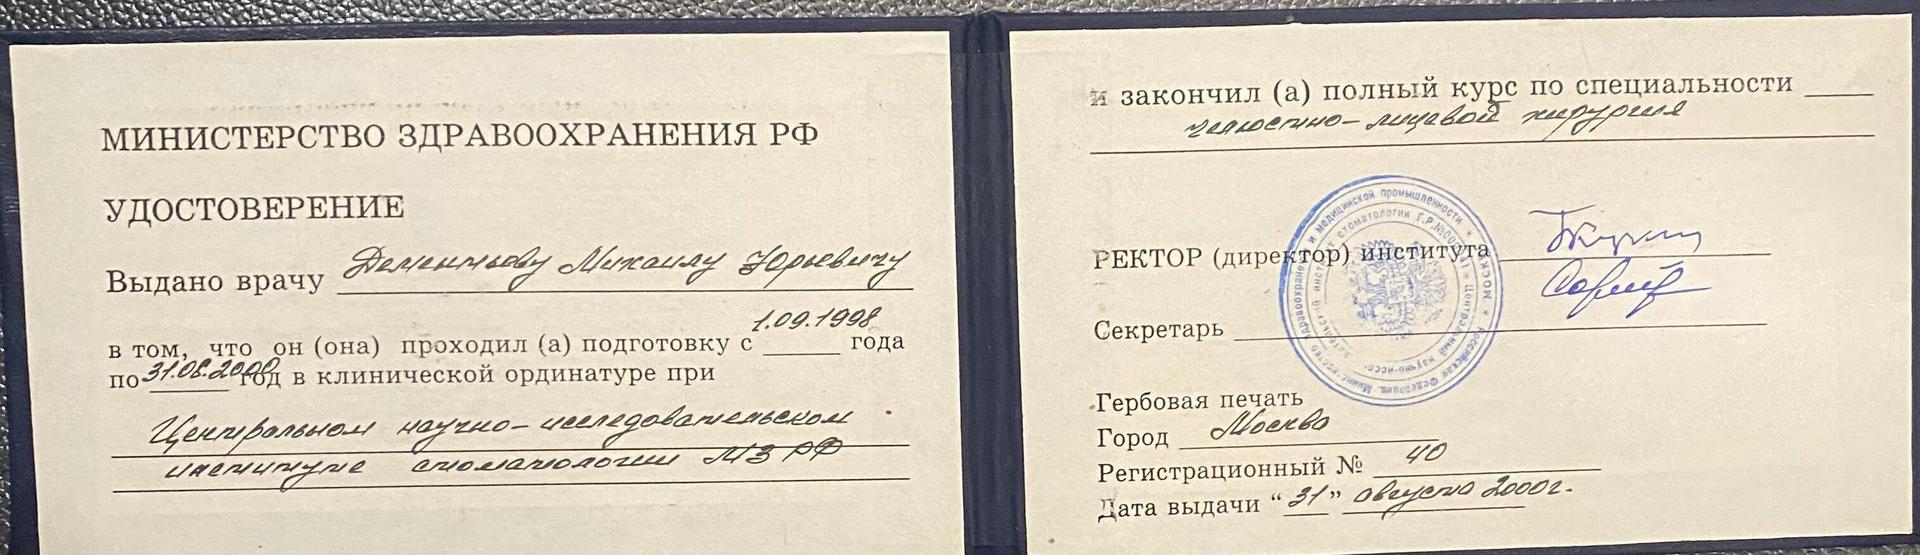 МИНИСТЕРСТВО ЗДРАВООХРАНЕНИЯ РФ
УДОСТОВЕРЕНИЕ
Выдано врачу Дементьеву Михаилу Юрьевичу
в том, что он (она) проходил (а) подготовку с 1.09.1998 года
по 31.08.2000 год в клинической ординатуре при
Центральном научно-исследовательском
институте стоматологии МЗ РФ
и закончил (а) полный курс по специальности
челюстно-лицевой хирургия
РЕКТОР (директор) института
Секретарь
Гербовая печать
Город Москва
Регистрационный № 40
Дата выдачи “31” августа 2000г.